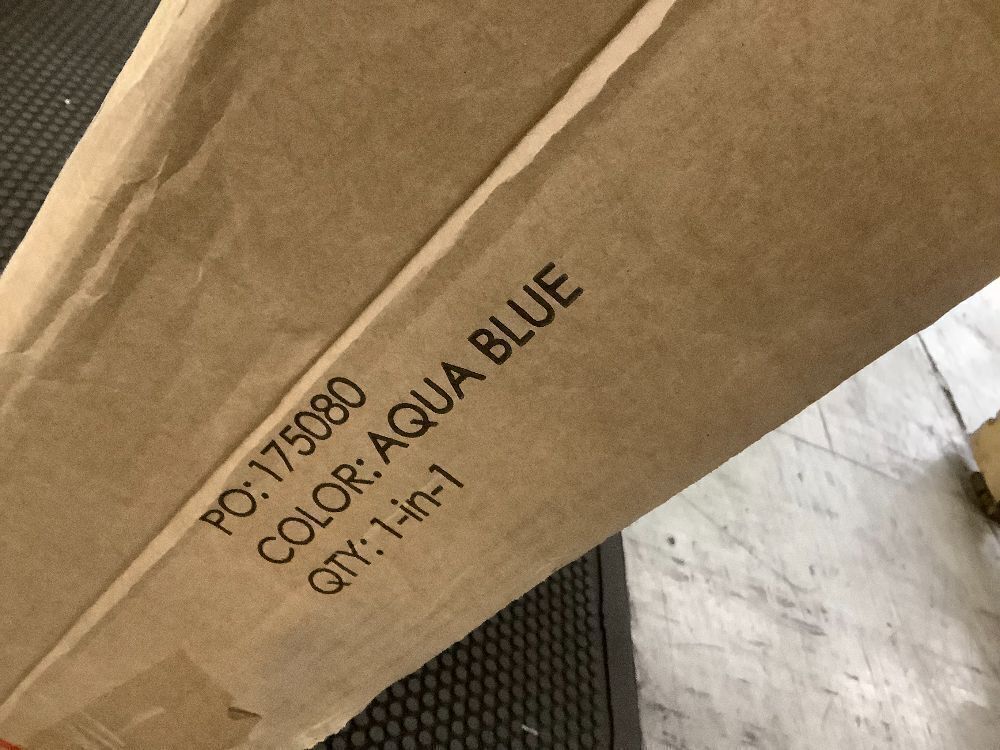 PO:175080
COLOR: AQUA BLUE
QTY: 1-in-1